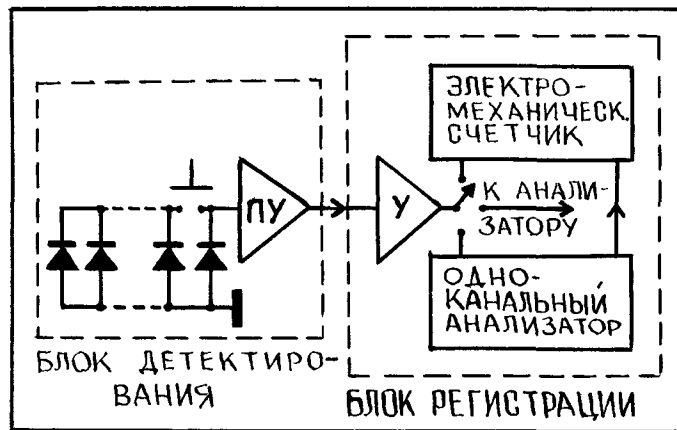 ЭЛЕКТРО-
МЕХАНИЧЕСК.
СЧЕТЧИК
ПУ
У
К АНАЛИ-
ЗАТОРУ
ОДНО-
КАНАЛЬНЫЙ
АНАЛИЗАТОР
БЛОК ДЕТЕКТИРО-
ВАНИЯ
БЛОК РЕГИСТРАЦИИ